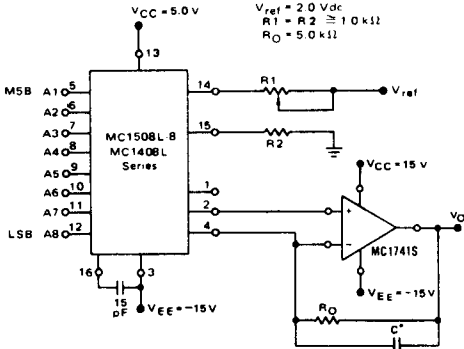 VCC = 5.0 V
Vref = 2.0 Vdc
R1 = R2 ≅ 1.0 kΩ
RO = 5.0 kΩ
13
MSB A1 5
A2 6
A3 7
A4 8
A5 9
A6 10
A7 11
LSB A8 12
MC1508L-8
MC1408L
Series
14
R1
Vref
15
R2
1
2
4
VCC = 15 V
+
−
MC1741S
VO
VEE = -15 V
16
3
15
pF
VEE = -15V
RO
C*